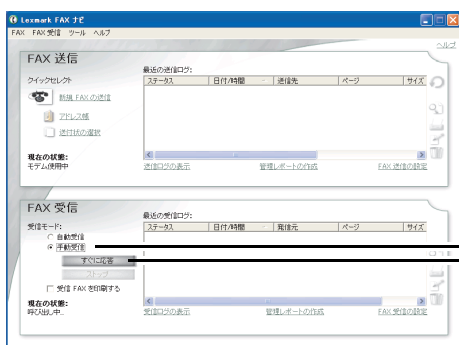 Lexmark FAX ナビ
FAX FAX 受信 ツール ヘルプ
ヘルプ
FAX 送信
クイックセレクト
新規 FAX の送信
アドレス帳
送付状の選択
現在の状態:
モデム使用中
最近の送信ログ:
ステータス 日付/時間 送信先 ページ サイズ
送信ログの表示 管理レポートの作成 FAX 送信の設定
FAX 受信
受信モード:
自動受信
手動受信
すぐに応答
ストップ
受信 FAX を印刷する
現在の状態:
呼び出し中...
最近の受信ログ:
ステータス 日付/時間 発信元 ページ サイズ
受信ログの表示 管理レポートの作成 FAX 受信の設定